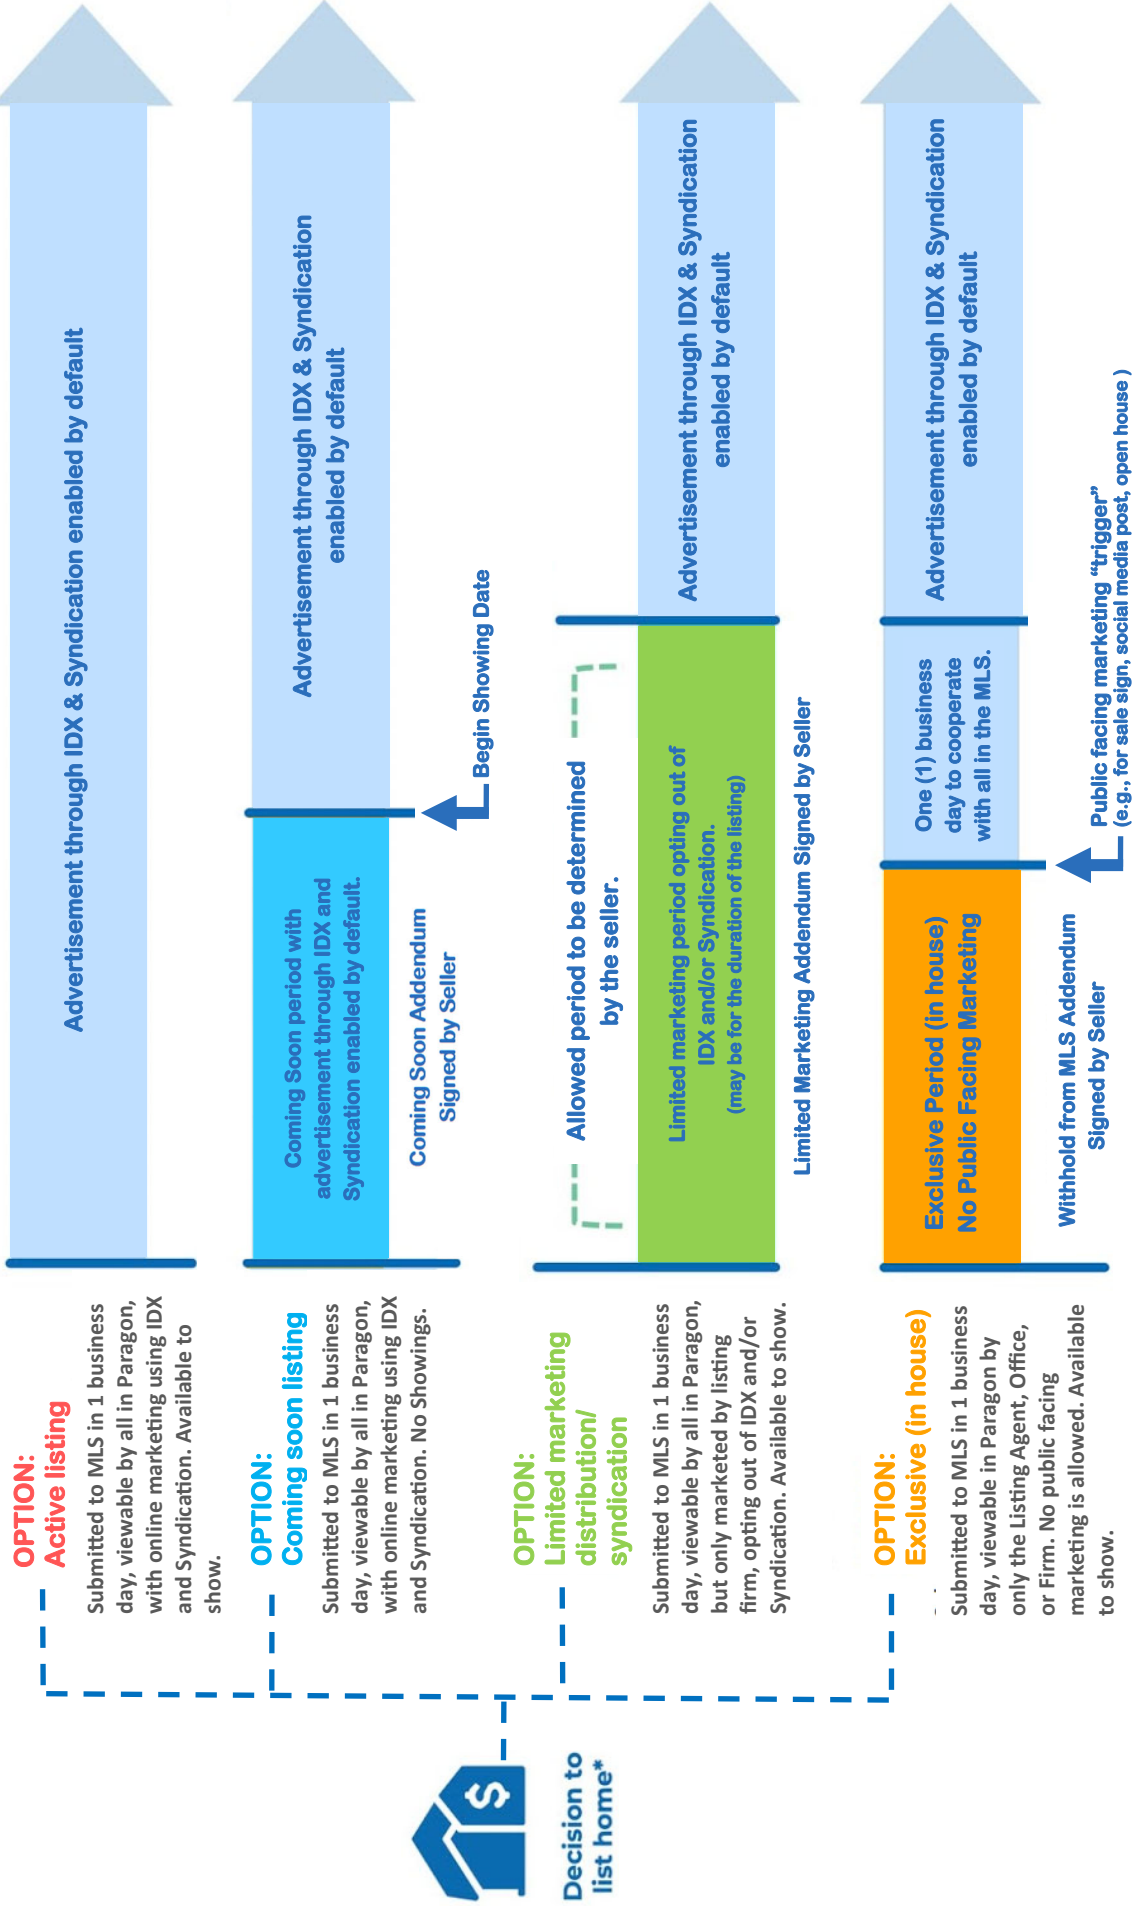 Decision to
list home*
$
OPTION:
Active listing
Submitted to MLS in 1 business
day, viewable by all in Paragon,
with online marketing using IDX
and Syndication. Available to
show.
Advertisement through IDX & Syndication enabled by default
OPTION:
Coming soon listing
Submitted to MLS in 1 business
day, viewable by all in Paragon,
with online marketing using IDX
and Syndication. No Showings.
Coming Soon period with
advertisement through IDX and
Syndication enabled by default.
Coming Soon Addendum
Signed by Seller
Begin Showing Date
Advertisement through IDX & Syndication
enabled by default
OPTION:
Limited marketing
distribution/
syndication
Submitted to MLS in 1 business
day, viewable by all in Paragon,
but only marketed by listing
firm, opting out of IDX and/or
Syndication. Available to show.
Allowed period to be determined
by the seller.
Limited marketing period opting out of
IDX and/or Syndication.
(may be for the duration of the listing)
Limited Marketing Addendum Signed by Seller
Advertisement through IDX & Syndication
enabled by default
OPTION:
Exclusive (in house)
Submitted to MLS in 1 business
day, viewable in Paragon by
only the Listing Agent, Office,
or Firm. No public facing
marketing is allowed. Available
to show.
Exclusive Period (in house)
No Public Facing Marketing
Withhold from MLS Addendum
Signed by Seller
One (1) business
day to cooperate
with all in the MLS.
Public facing marketing “trigger”
(e.g., for sale sign, social media post, open house )
Advertisement through IDX & Syndication
enabled by default